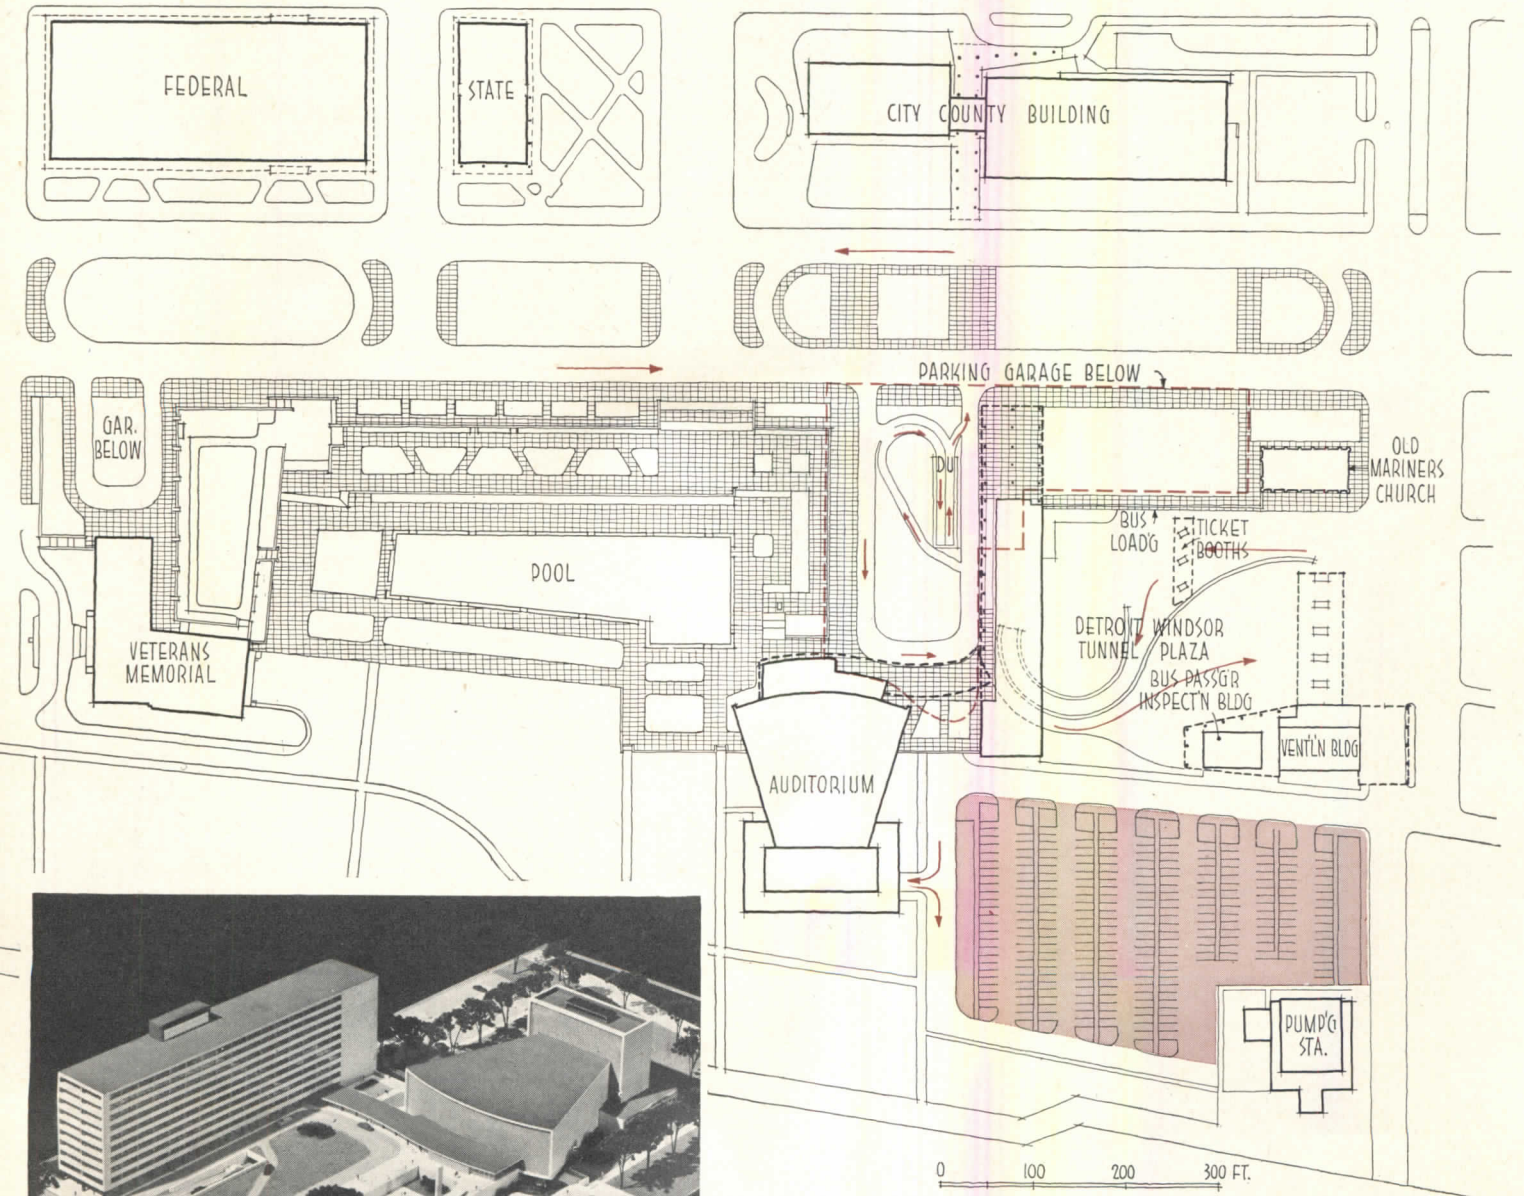 FEDERAL
STATE
CITY COUNTY BUILDING
PARKING GARAGE BELOW
GAR.
BELOW
DU
OLD
MARINERS
CHURCH
BUS
LOAD'G
TICKET
BOOTHS
POOL
VETERANS
MEMORIAL
DETROIT WINDSOR
TUNNEL PLAZA
BUS PASSG'R
INSPECT'N BLDG
VENT'L'N BLDG
AUDITORIUM
PUMP'G
STA.
0 100 200 300 FT.